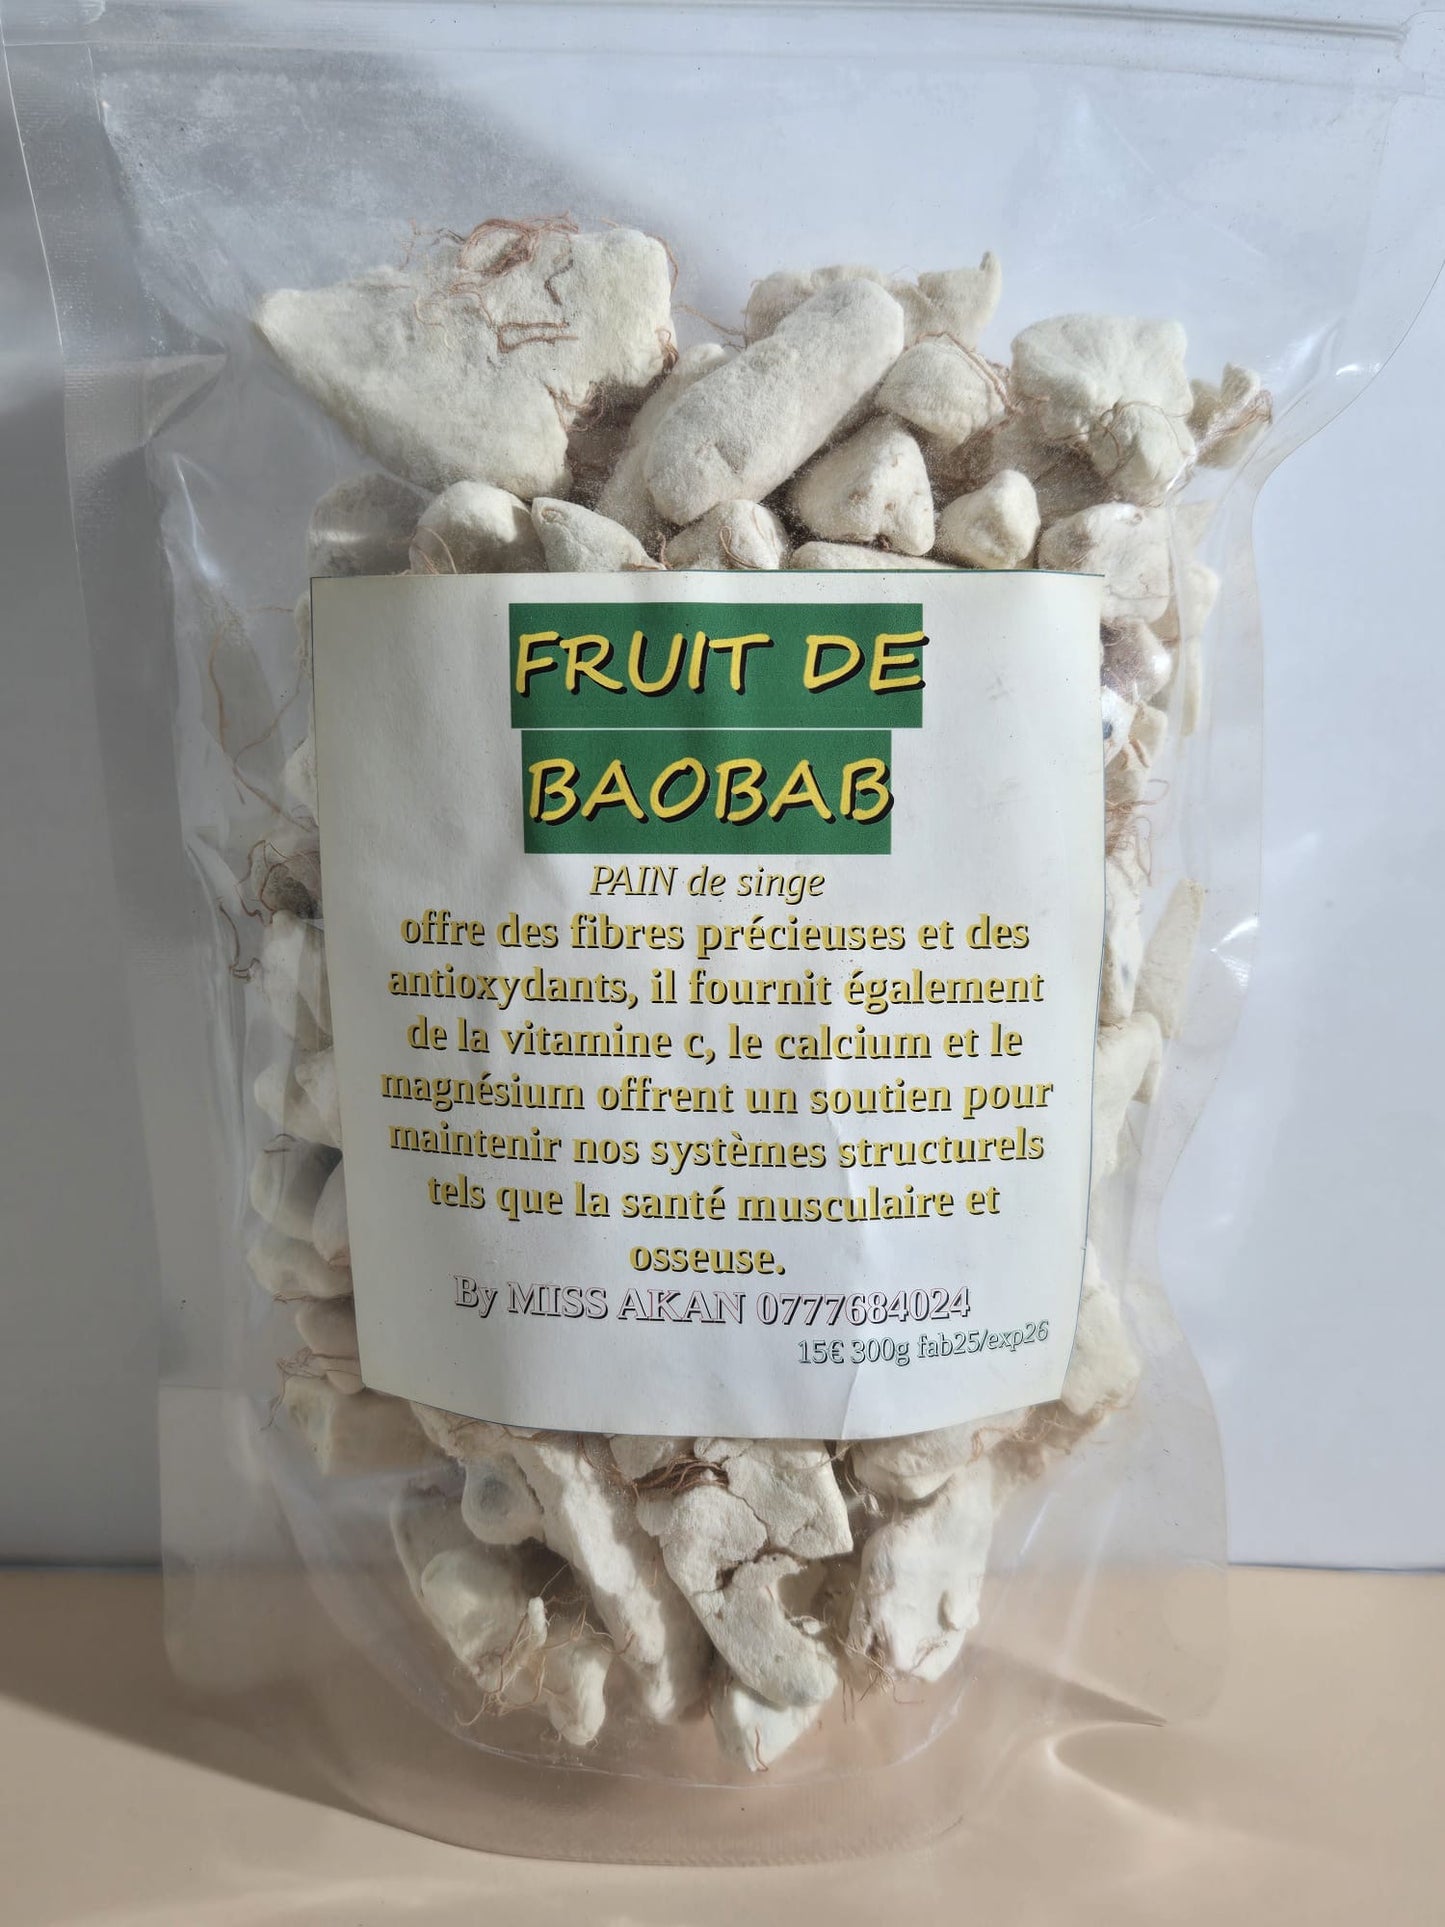 FRUIT DE
BAOBAB
PAIN de singe
offre des fibres précieuses et des
antioxydants, il fournit également
de la vitamine c, le calcium et le
magnésium offrent un soutien pour
maintenir nos systèmes structurels
tels que la santé musculaire et
osseuse.
By MISS AKAN 0777684024
15€ 300g fab25/exp26